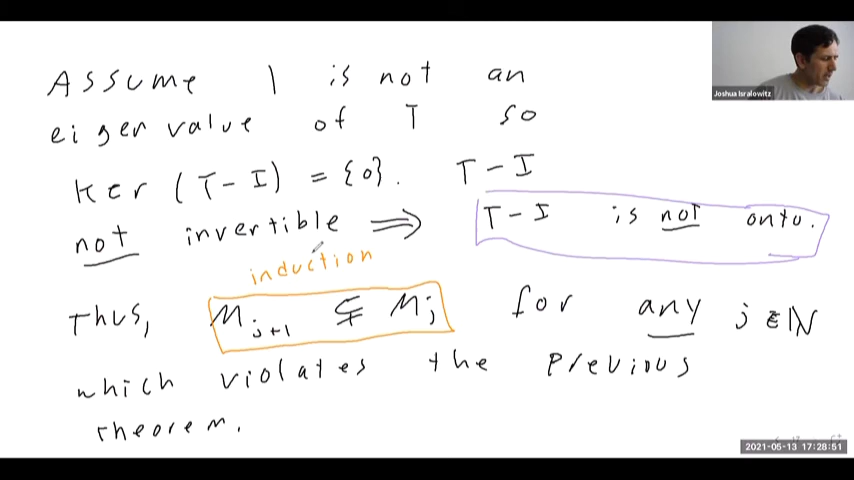 Assume 1 is not an
eigenvalue of T so
Ker (T-I) = {0}. T-I
not invertible ⟹ T-I is not onto.
induction
Thus, M_{j+1} ⊊ M_j for any j ∈ ℕ
which violates the previous
theorem.
Joshua Isralowitz
2021-05-13 17:28:51